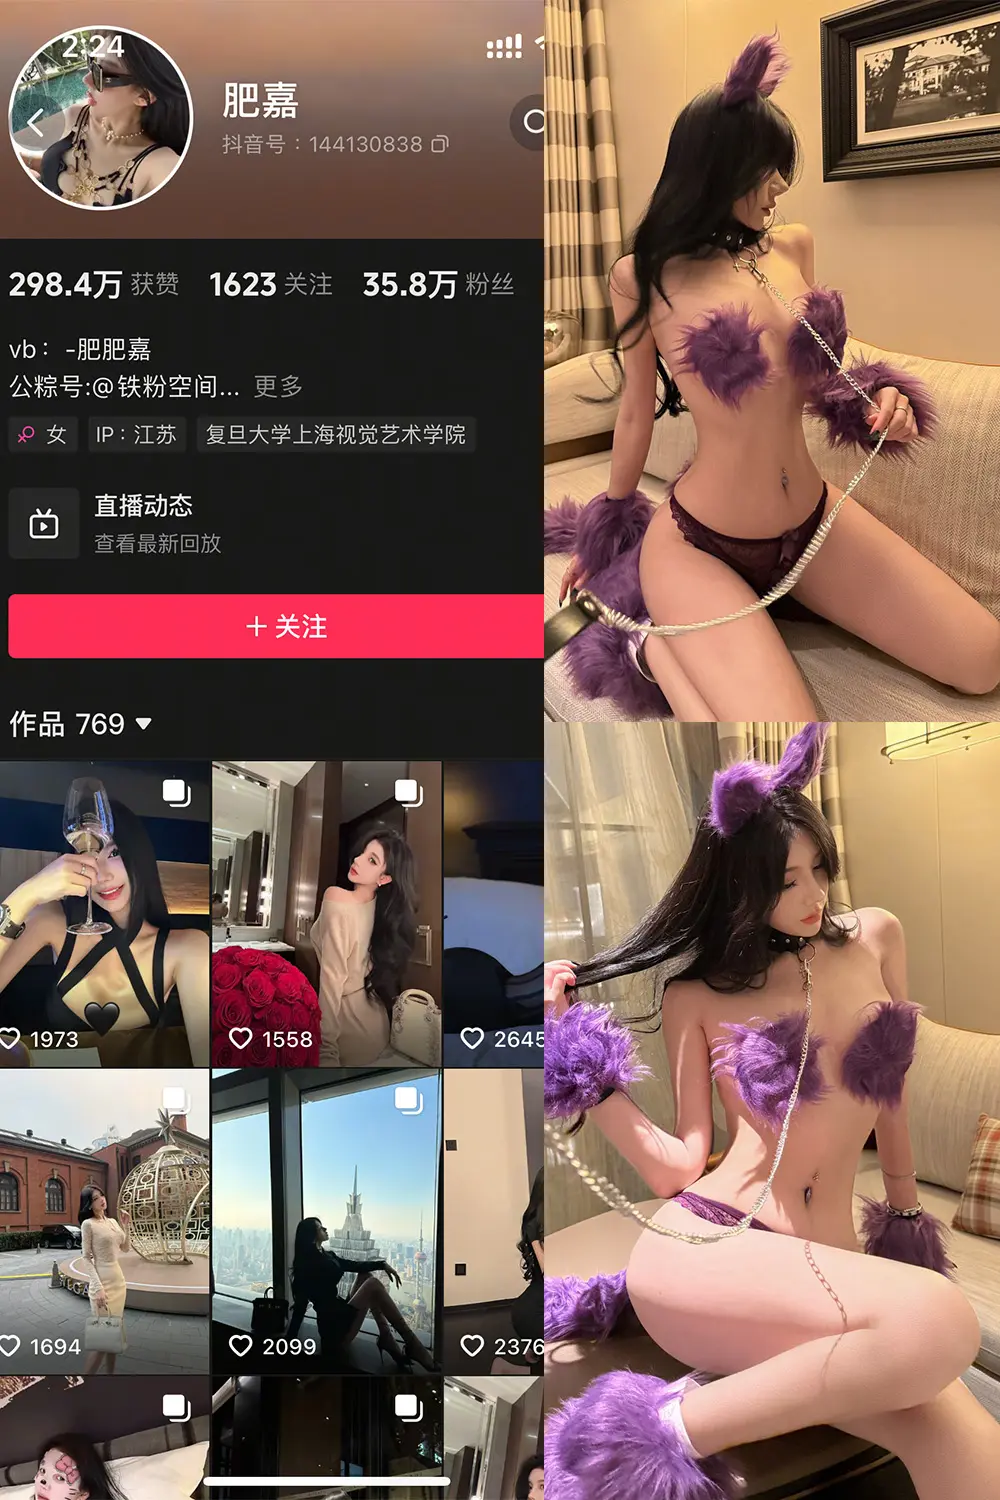 2:24
肥嘉
抖音号：144130838
298.4万 获赞 1623 关注 35.8万 粉丝
vb： -肥肥嘉
公粽号:@铁粉空间... 更多
女 IP：江苏 复旦大学上海视觉艺术学院
直播动态
查看最新回放
＋关注
作品 769
1973 1558 2645
1694 2099 2376